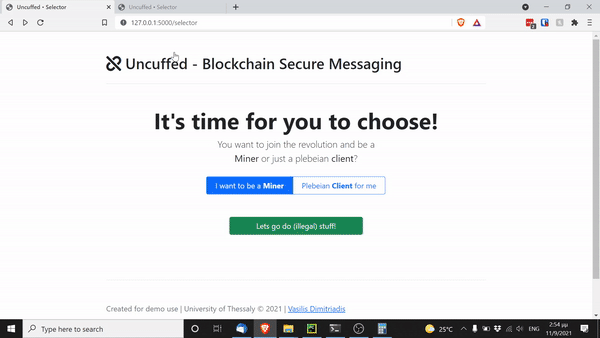 Uncuffed • Selector
Uncuffed • Selector
127.0.0.1:5000/selector
Uncuffed - Blockchain Secure Messaging
It's time for you to choose!
You want to join the revolution and be a
Miner or just a plebeian client?
I want to be a Miner
Plebeian Client for me
Lets go do (illegal) stuff!
Created for demo use | University of Thessaly © 2021 | Vasilis Dimitriadis
Type here to search
25°C
ENG
2:54 μμ
11/9/2021